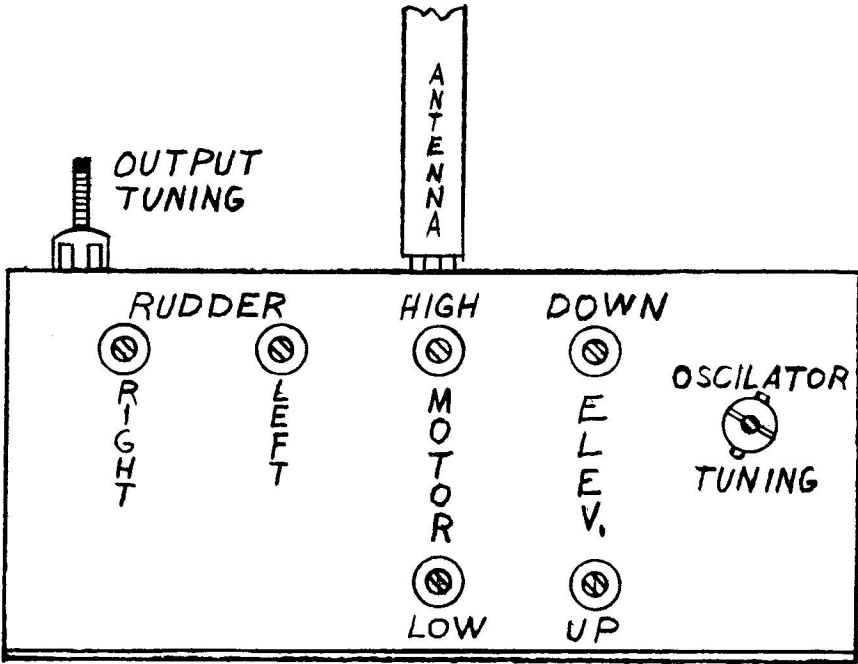 ANTENNA
OUTPUT
TUNING
RUDDER
HIGH
DOWN
RIGHT
LEFT
MOTOR
ELEV.
OSCILATOR
TUNING
LOW
UP